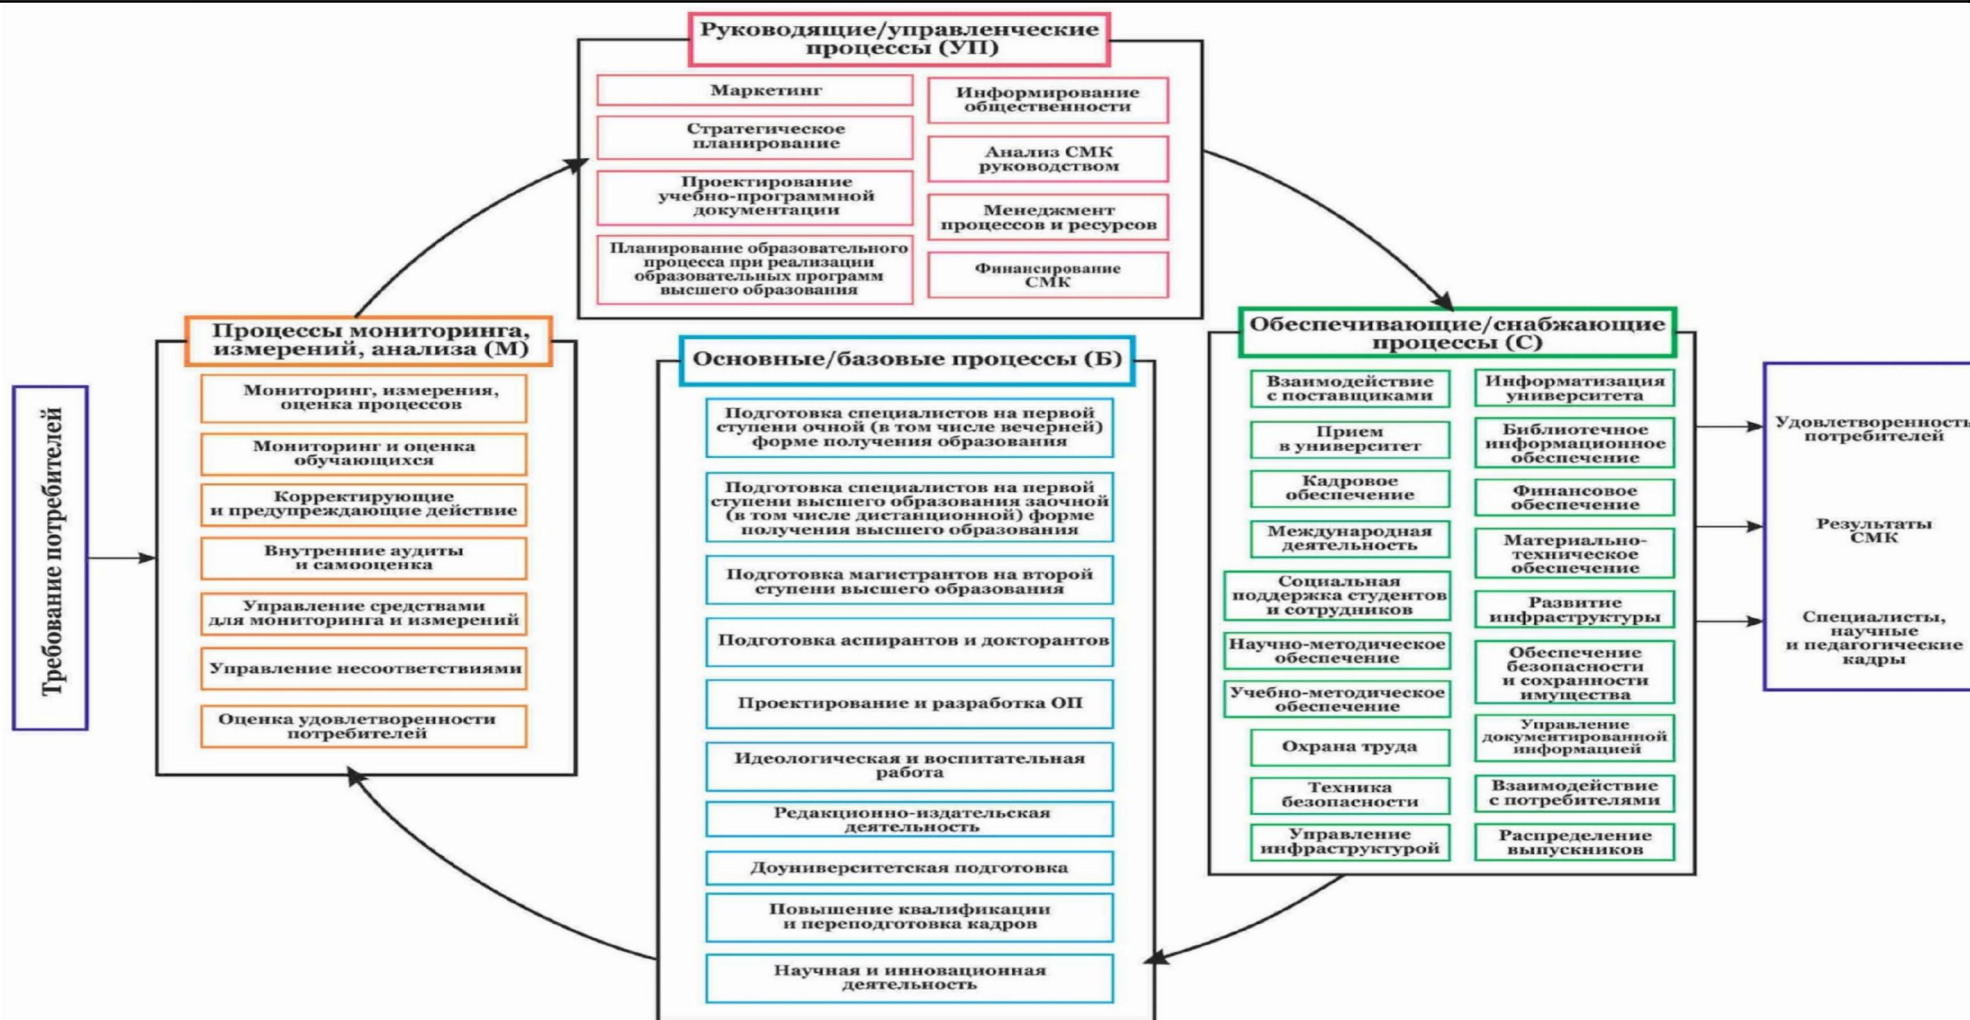 Руководящие/управленческие
процессы (УП)
Маркетинг
Стратегическое
планирование
Проектирование
учебно-программной
документации
Планирование образовательного
процесса при реализации
образовательных программ
высшего образования
Информирование
общественности
Анализ СМК
руководством
Менеджмент
процессов и ресурсов
Финансирование
СМК
Требование потребителей
Процессы мониторинга,
измерений, анализа (М)
Мониторинг, измерения,
оценка процессов
Мониторинг и оценка
обучающихся
Корректирующие
и предупреждающие действие
Внутренние аудиты
и самооценка
Управление средствами
для мониторинга и измерений
Управление несоответствиями
Оценка удовлетворенности
потребителей
Основные/базовые процессы (Б)
Подготовка специалистов на первой
ступени очной (в том числе вечерней)
форме получения образования
Подготовка специалистов на первой
ступени высшего образования заочной
(в том числе дистанционной) форме
получения высшего образования
Подготовка магистрантов на второй
ступени высшего образования
Подготовка аспирантов и докторантов
Проектирование и разработка ОП
Идеологическая и воспитательная
работа
Редакционно-издательская
деятельность
Доуниверситетская подготовка
Повышение квалификации
и переподготовка кадров
Научная и инновационная
деятельность
Обеспечивающие/снабжающие
процессы (С)
Взаимодействие
с поставщиками
Прием
в университет
Кадровое
обеспечение
Международная
деятельность
Социальная
поддержка студентов
и сотрудников
Научно-методическое
обеспечение
Учебно-методическое
обеспечение
Охрана труда
Техника
безопасности
Управление
инфраструктурой
Информатизация
университета
Библиотечное
информационное
обеспечение
Финансовое
обеспечение
Материально-
техническое
обеспечение
Развитие
инфраструктуры
Обеспечение
безопасности
и сохранности
имущества
Управление
документированной
информацией
Взаимодействие
с потребителями
Распределение
выпускников
Удовлетворенность
потребителей
Результаты
СМК
Специалисты,
научные
и педагогические
кадры